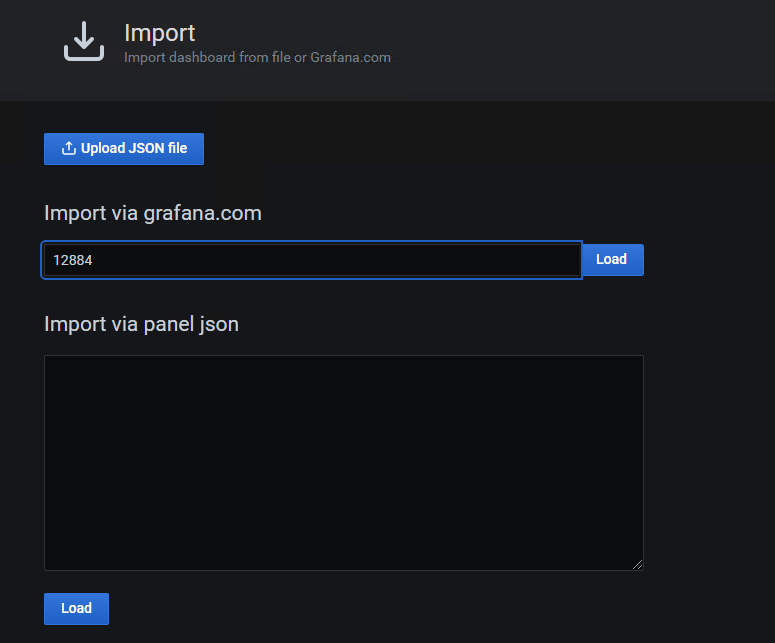 Import
Import dashboard from file or Grafana.com
Upload JSON file
Import via grafana.com
12884
Load
Import via panel json
Load